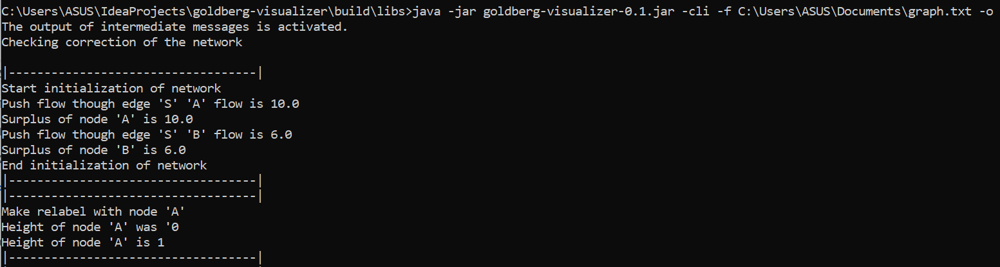 C:\Users\ASUS\IdeaProjects\goldberg-visualizer\build\libs>java -jar goldberg-visualizer-0.1.jar -cli -f C:\Users\ASUS\Documents\graph.txt -o
The output of intermediate messages is activated.
Checking correction of the network
|-----------------------------------|
Start initialization of network
Push flow though edge 'S' 'A' flow is 10.0
Surplus of node 'A' is 10.0
Push flow though edge 'S' 'B' flow is 6.0
Surplus of node 'B' is 6.0
End initialization of network
|-----------------------------------|
|-----------------------------------|
Make relabel with node 'A'
Height of node 'A' was '0
Height of node 'A' is 1
|-----------------------------------|